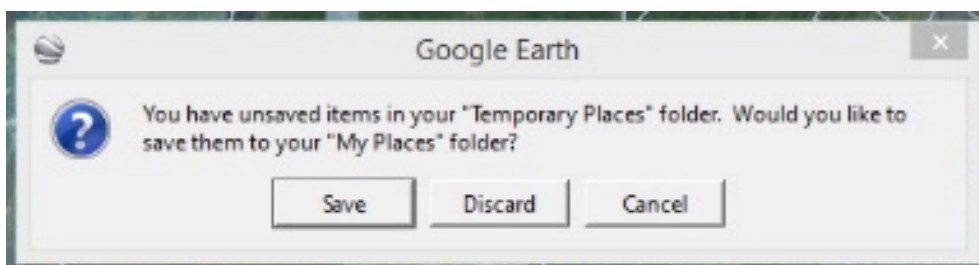 Google Earth
You have unsaved items in your "Temporary Places" folder.  Would you like to
save them to your "My Places" folder?
Save
Discard
Cancel